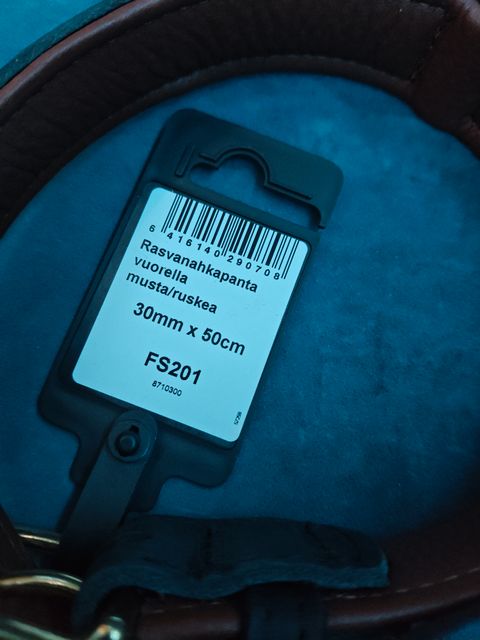 6 416140 290708
Rasvanahkapanta
vuorella
musta/ruskea
30mm x 50cm
FS201
8710300